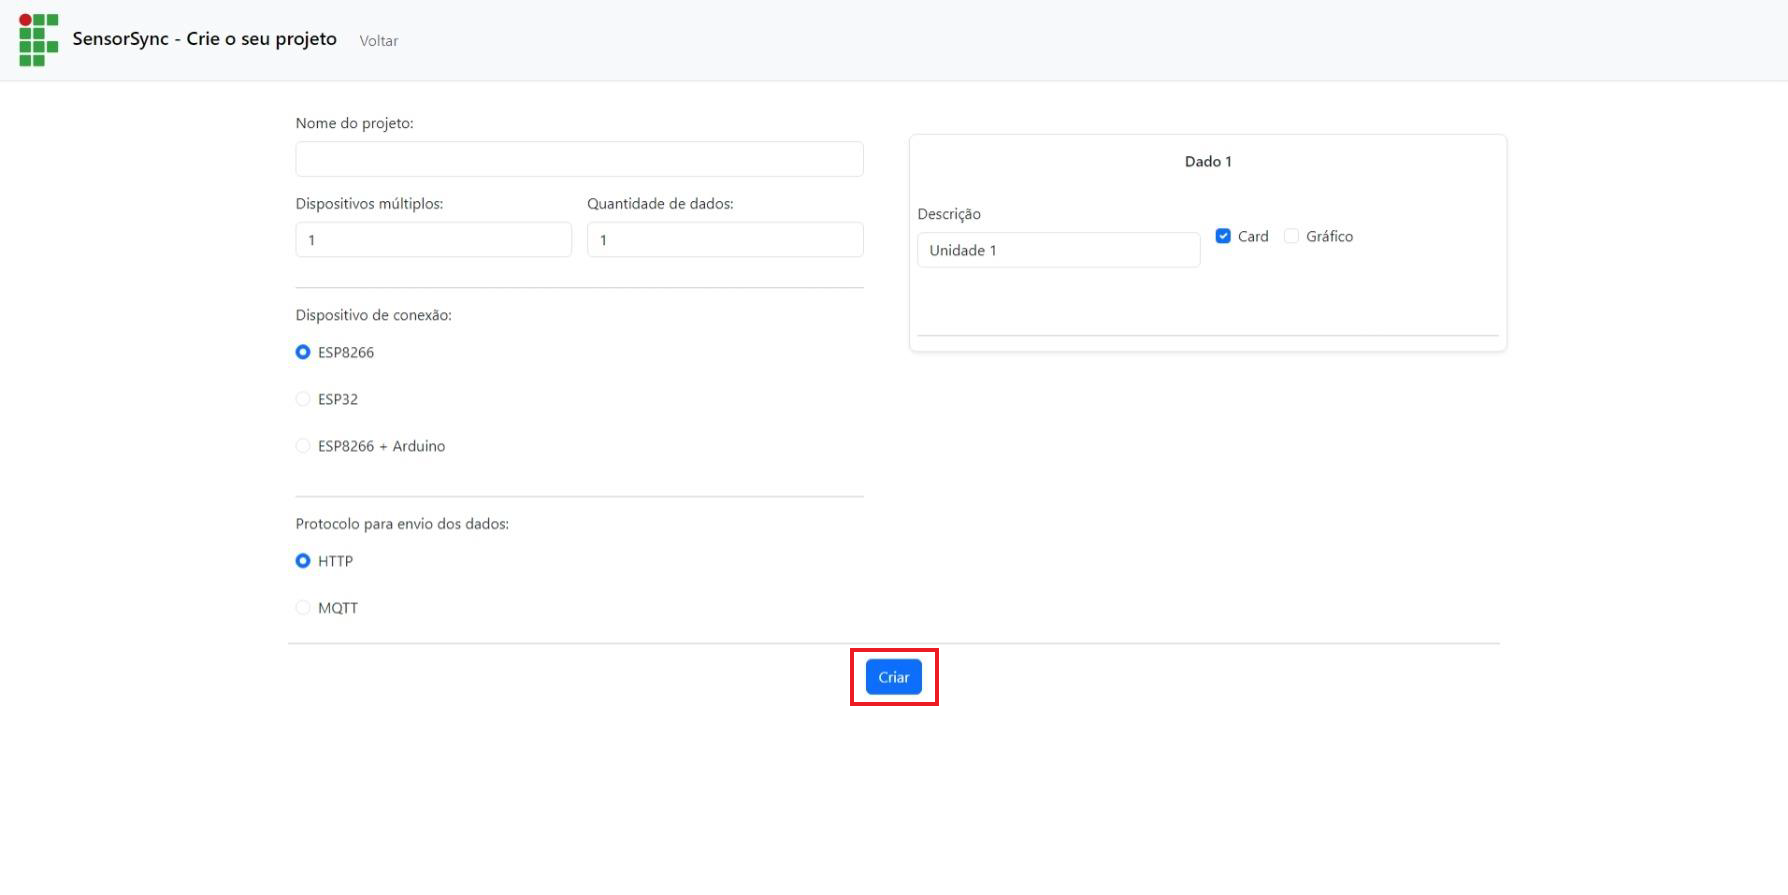 SensorSync - Crie o seu projeto Voltar
Nome do projeto:
Dispositivos múltiplos: Quantidade de dados:
1 1
Dispositivo de conexão:
ESP8266
ESP32
ESP8266 + Arduino
Protocolo para envio dos dados:
HTTP
MQTT
Dado 1
Descrição
Unidade 1
Card Gráfico
Criar